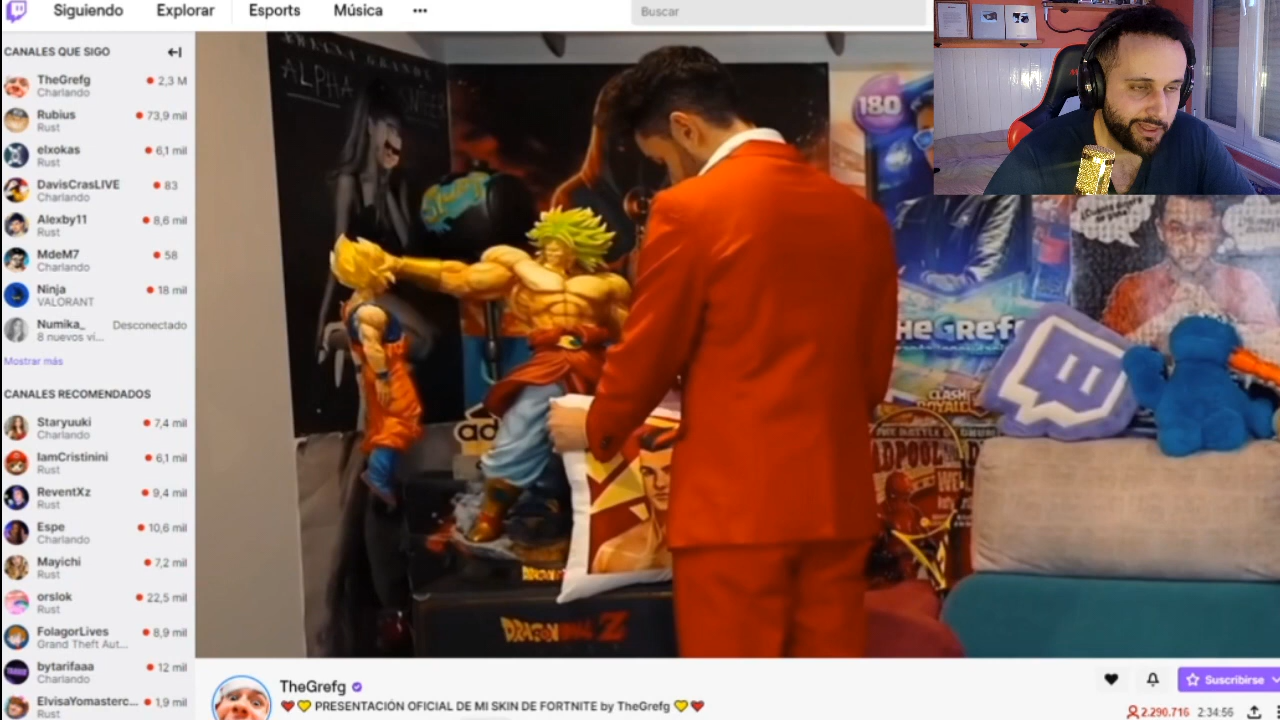 Siguiendo Explorar Esports Música ... Buscar
CANALES QUE SIGO
TheGrefg 2,3 M
Charlando
Rubius 73,9 mil
Rust
elxokas 6,1 mil
Rust
DavisCrasLIVE 83
Charlando
Alexby11 8,6 mil
Rust
MdeM7 58
Charlando
Ninja 18 mil
VALORANT
Numika_ Desconectado
8 nuevos ví...
Mostrar más
CANALES RECOMENDADOS
Staryuuki 7,4 mil
Charlando
IamCristinini 6,1 mil
Rust
ReventXz 9,4 mil
Rust
Espe 10,6 mil
Charlando
Mayichi 7,2 mil
Rust
orslok 22,5 mil
Rust
FolagorLives 8,9 mil
Grand Theft Aut...
bytarifaaa 12 mil
Charlando
ElvisaYomasterc... 1,9 mil
Rust
ALPHA
180
THEGREFG
CLASH
ROYALE
DEADPOOL
ad
DRAGON BALL Z
TheGrefg
Suscribirse
PRESENTACIÓN OFICIAL DE MI SKIN DE FORTNITE by TheGrefg
2.290.716 2:34:56